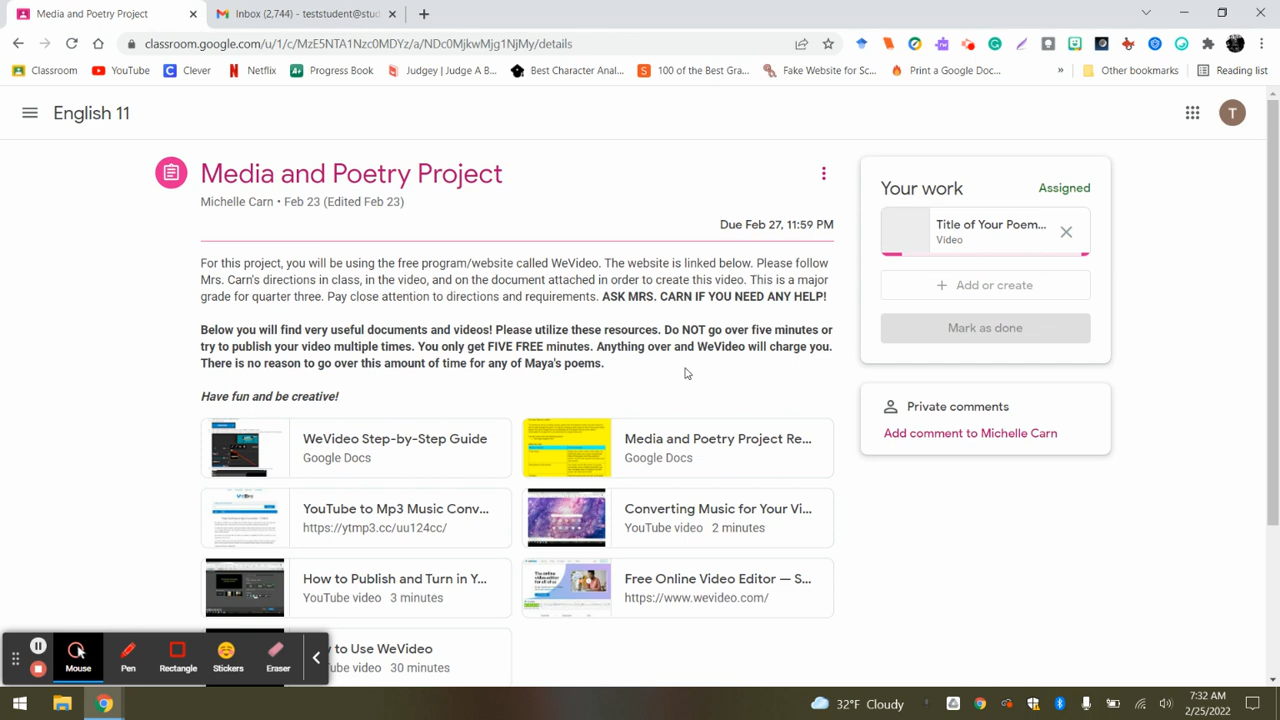 Media and Poetry Project
Inbox (2,744) - teststudent@stud
classroom.google.com/u/1/c/MzE5NTA1Nzc0MDYz/a/NDc0MjkwMjg1NjMy/details
Classroom
YouTube
Clever
Netflix
Progress Book
Judgey | Judge A B...
Best Character Anal...
100 of the Best Gra...
Fake Website for Sc...
Print a Google Doc...
»
Other bookmarks
Reading list
English 11
T
Media and Poetry Project
Michelle Carn • Feb 23 (Edited Feb 23)
Due Feb 27, 11:59 PM
For this project, you will be using the free program/website called WeVideo. The website is linked below. Please follow
Mrs. Carn's directions in class, in the video, and on the document attached in order to create this video. This is a major
grade for quarter three. Pay close attention to directions and requirements. ASK MRS. CARN IF YOU NEED ANY HELP!
Below you will find very useful documents and videos! Please utilize these resources. Do NOT go over five minutes or
try to publish your video multiple times. You only get FIVE FREE minutes. Anything over and WeVideo will charge you.
There is no reason to go over this amount of time for any of Maya's poems.
Have fun and be creative!
WeVideo Step-by-Step Guide
Google Docs
Media and Poetry Project Re...
Google Docs
YouTube to Mp3 Music Conv...
https://ytmp3.cc/uu124cc/
Converting Music for Your Vi...
YouTube video 2 minutes
How to Publish and Turn in Y...
YouTube video 3 minutes
Free Online Video Editor — S...
https://www.wevideo.com/
to Use WeVideo
30 minutes
Your work
Assigned
Title of Your Poem...
Video
+ Add or create
Mark as done
Private comments
Add comment to Michelle Carn
Mouse
Pen
Rectangle
Stickers
Eraser
32°F Cloudy
7:32 AM
2/25/2022